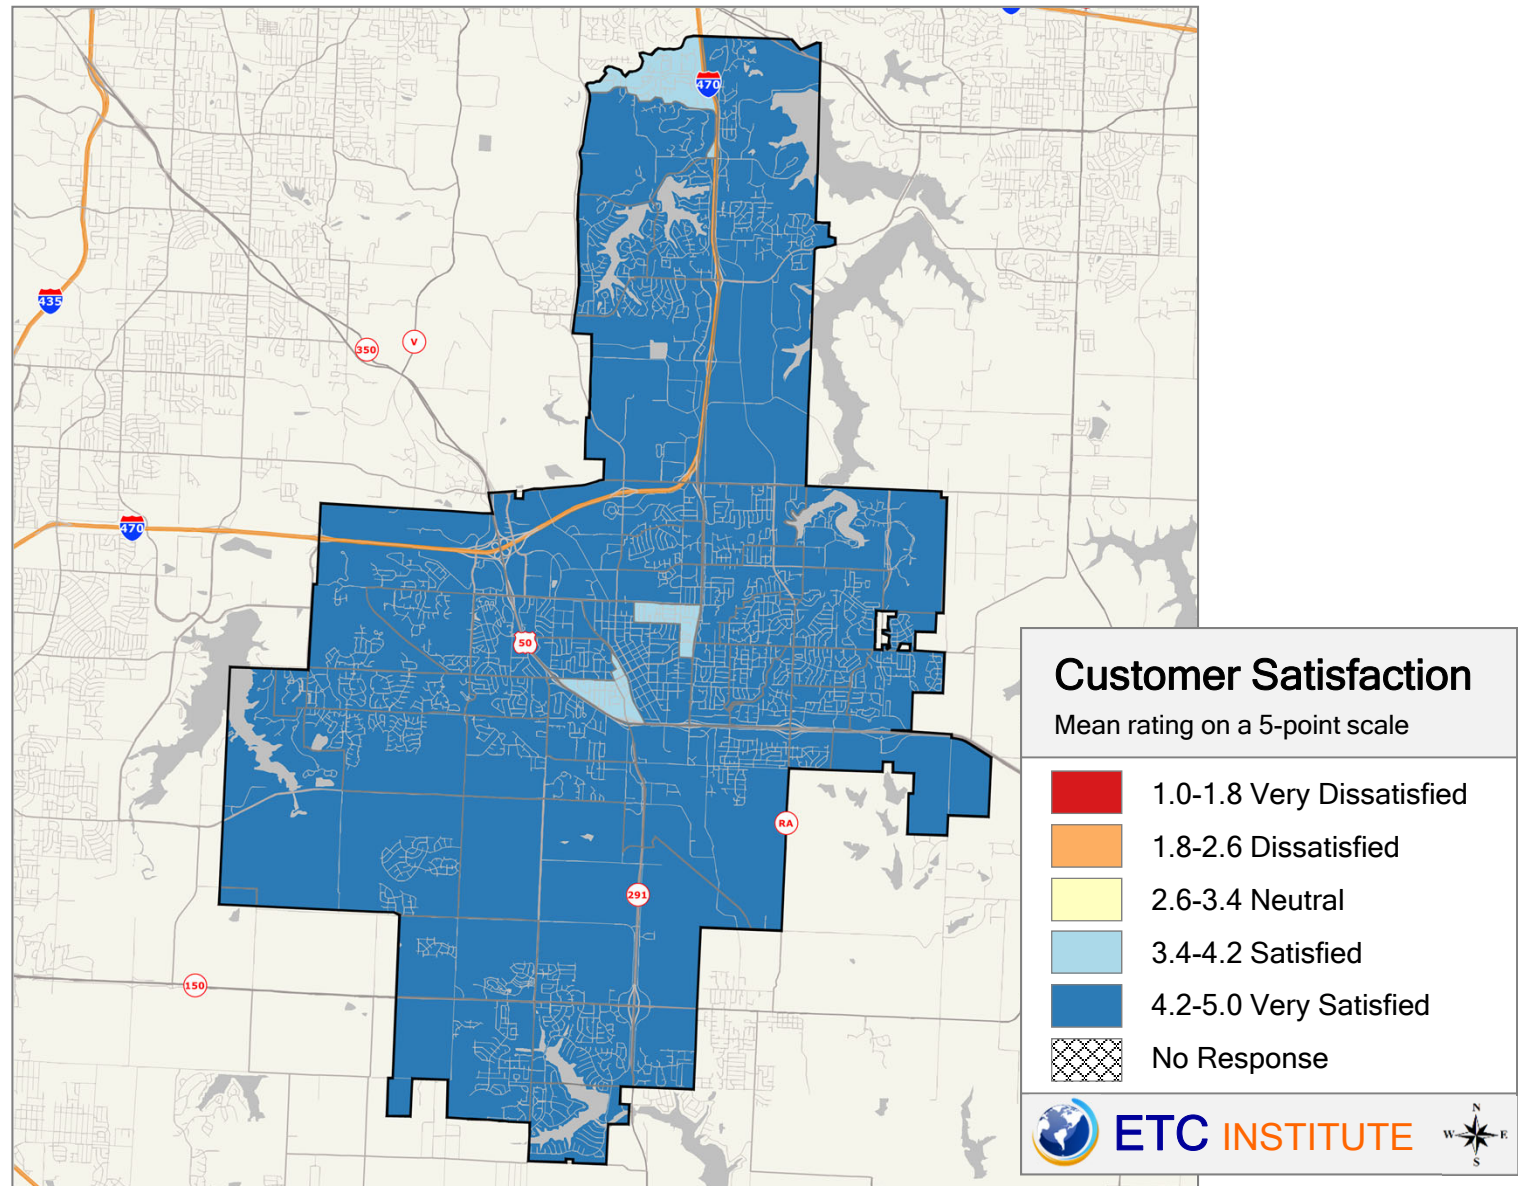 470
435
350
V
470
50
RA
291
150
Customer Satisfaction
Mean rating on a 5-point scale
1.0-1.8 Very Dissatisfied
1.8-2.6 Dissatisfied
2.6-3.4 Neutral
3.4-4.2 Satisfied
4.2-5.0 Very Satisfied
No Response
ETC INSTITUTE
N
W E
S